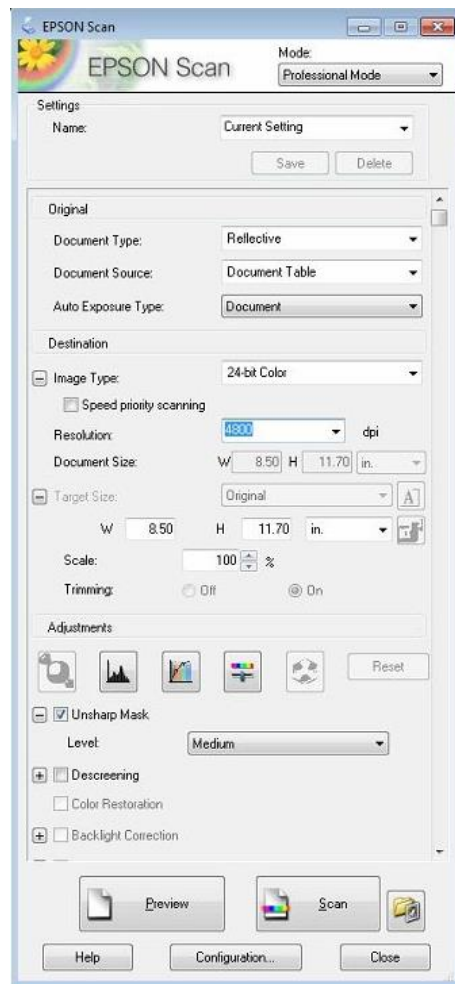 EPSON Scan
EPSON Scan
Mode:
Professional Mode
Settings
Name: Current Setting
Save Delete
Original
Document Type: Reflective
Document Source: Document Table
Auto Exposure Type: Document
Destination
Image Type: 24-bit Color
Speed priority scanning
Resolution: 4800 dpi
Document Size: W 8.50 H 11.70 in.
Target Size: Original A
W 8.50 H 11.70 in.
Scale: 100 %
Trimming: Off On
Adjustments
Reset
Unsharp Mask
Level: Medium
Descreening
Color Restoration
Backlight Correction
Preview Scan
Help Configuration... Close